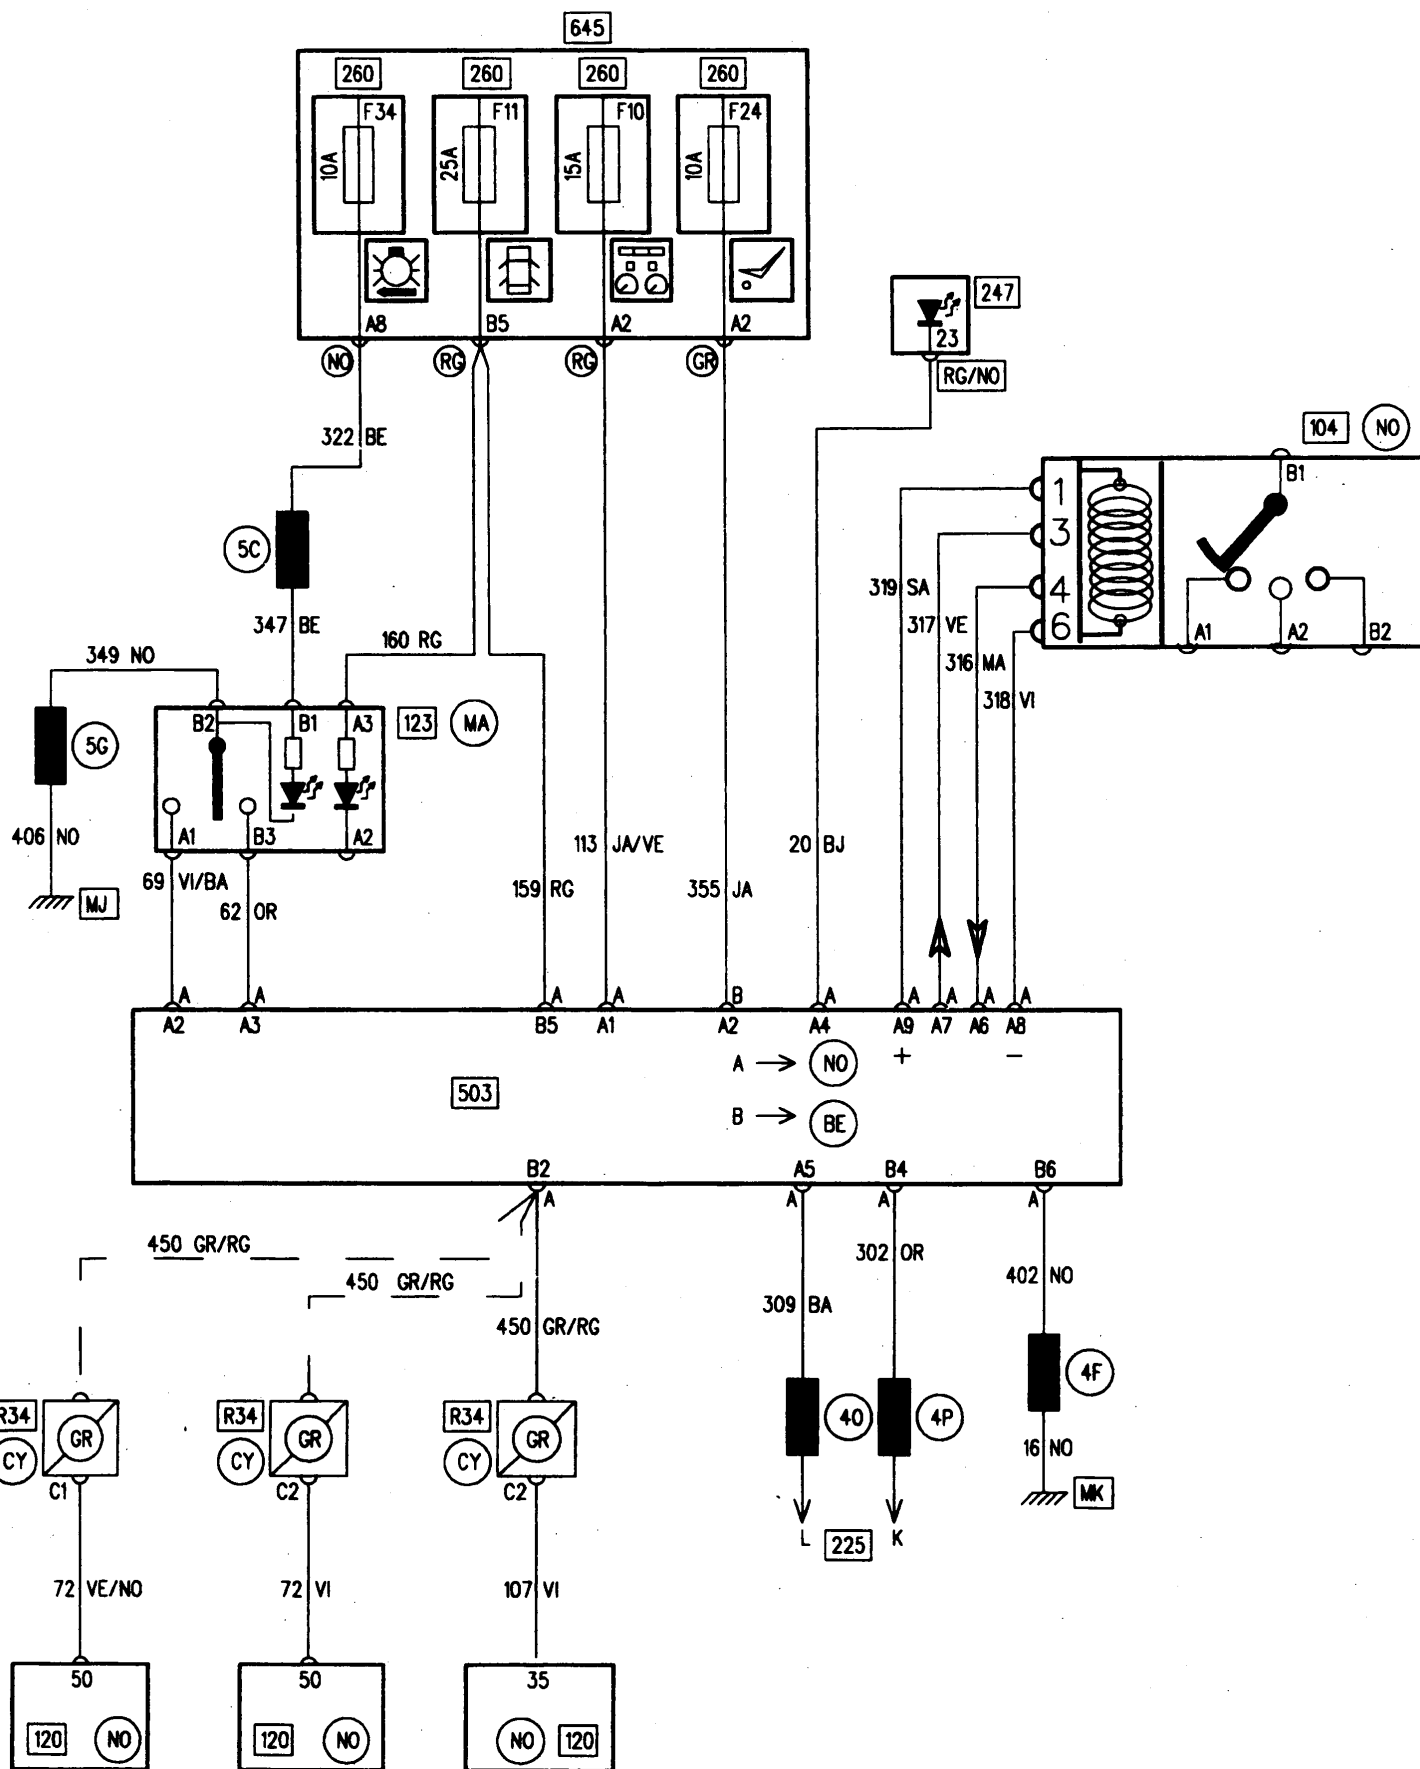 645
260 260 260 260
F34 F11 F10 F24
10A 25A 15A 10A
A8 B5 A2 A2
NO RG RG GR
247
23
RG/NO
322 BE
104 NO
B1
1
3
4
6
A1 A2 B2
5C
319 SA
317 VE
316 MA
318 VI
347 BE
160 RG
349 NO
B2 B1 A3
123 MA
5G
A1 B3 A2
406 NO
MJ
69 VI/BA
62 OR
113 JA/VE
20 BJ
159 RG
355 JA
A A A A B A A A A A
A2 A3 B5 A1 A2 A4 A9 A7 A6 A8
+ −
A → NO
503
B → BE
B2 A5 B4 B6
A A A A
450 GR/RG
450 GR/RG
450 GR/RG
302 OR
309 BA
402 NO
4F
R34 R34 R34
GR GR GR
CY CY CY
C1 C2 C2
4O 4P
16 NO
MK
L 225 K
72 VE/NO
72 VI
107 VI
50 50 35
120 NO
120 NO
NO 120